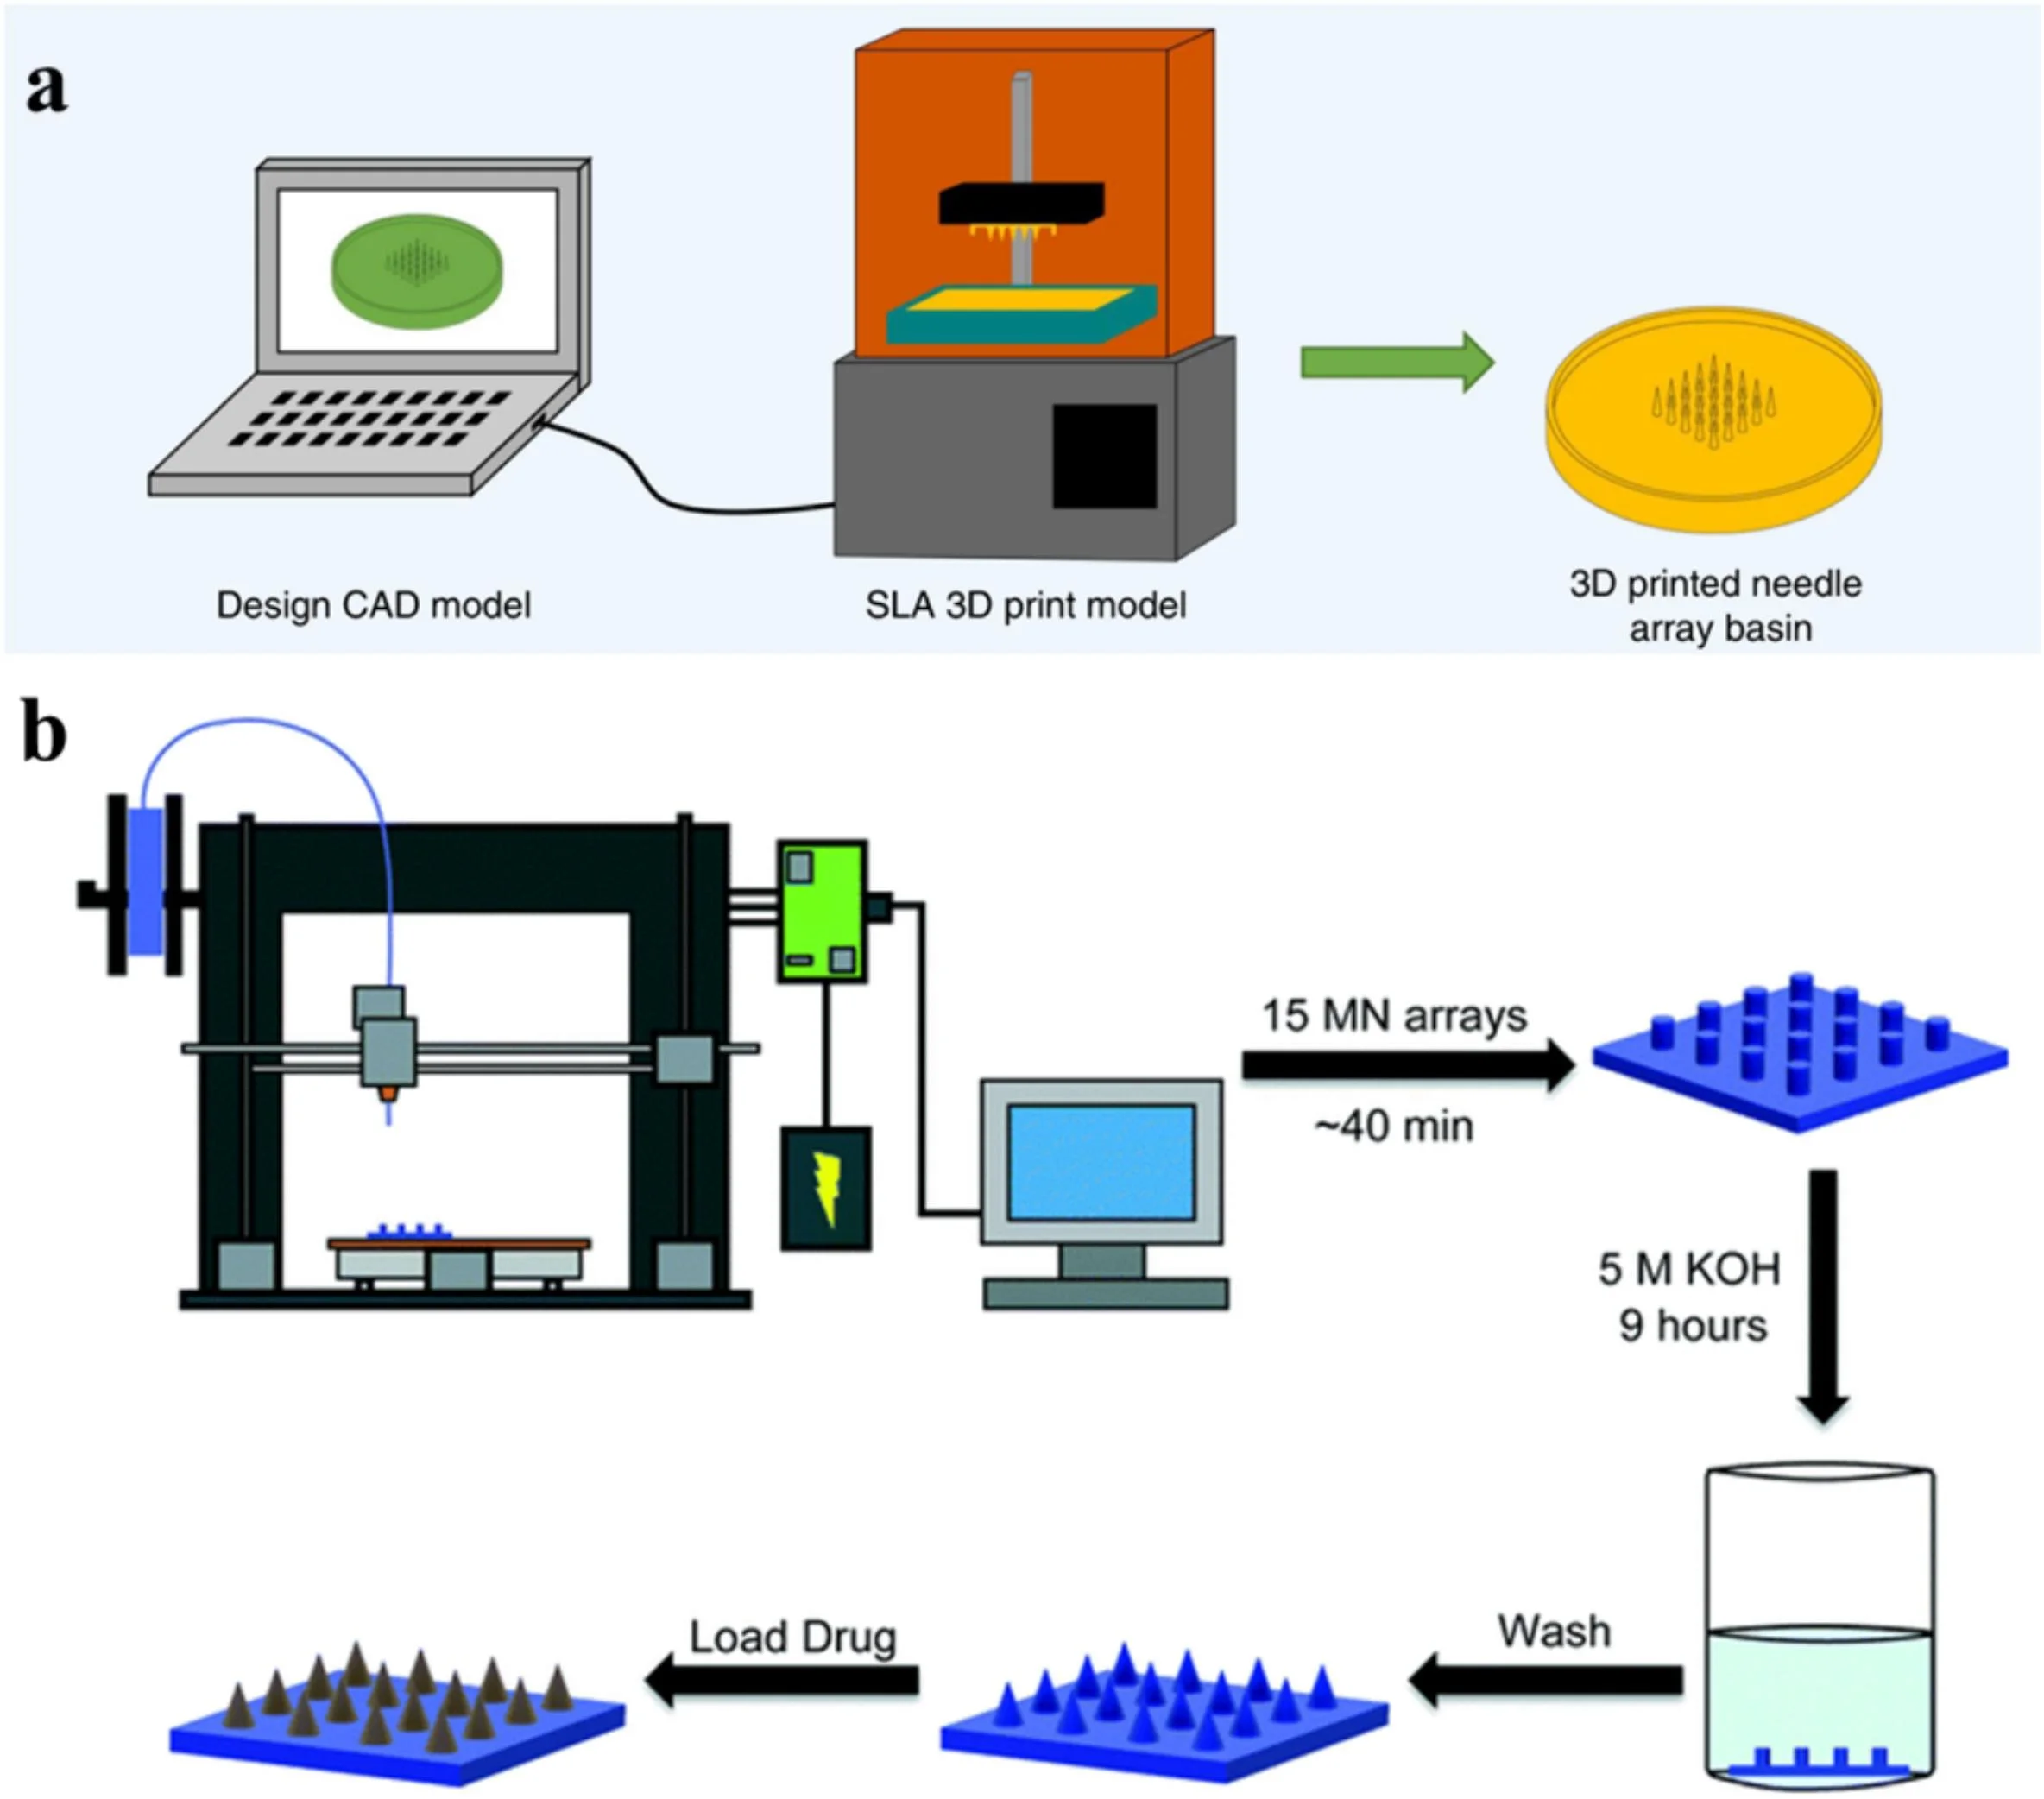 a
Design CAD model
SLA 3D print model
3D printed needle
array basin
b
15 MN arrays
~40 min
5 M KOH
9 hours
Wash
Load Drug